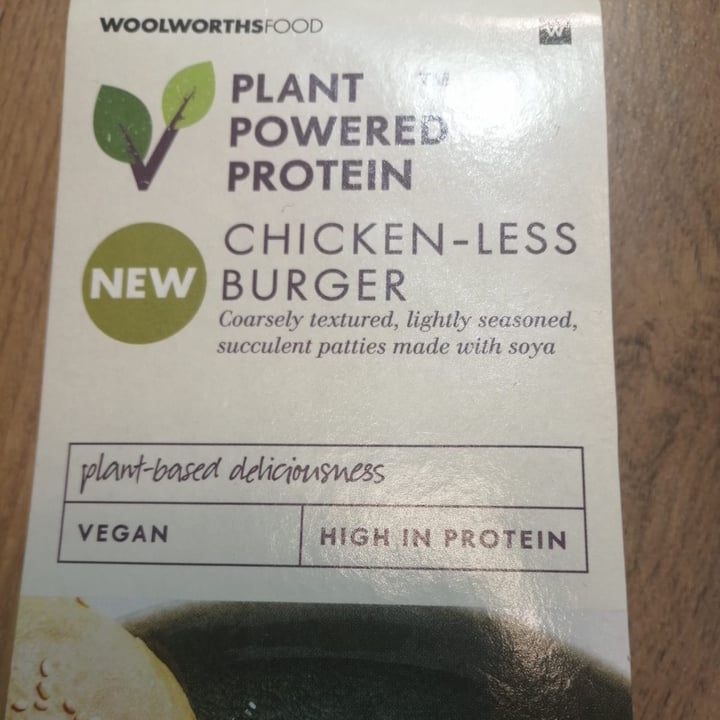 WOOLWORTHSFOOD
W
PLANT TM
POWERED
PROTEIN
NEW
CHICKEN-LESS
BURGER
Coarsely textured, lightly seasoned,
succulent patties made with soya
plant-based deliciousness
VEGAN
HIGH IN PROTEIN